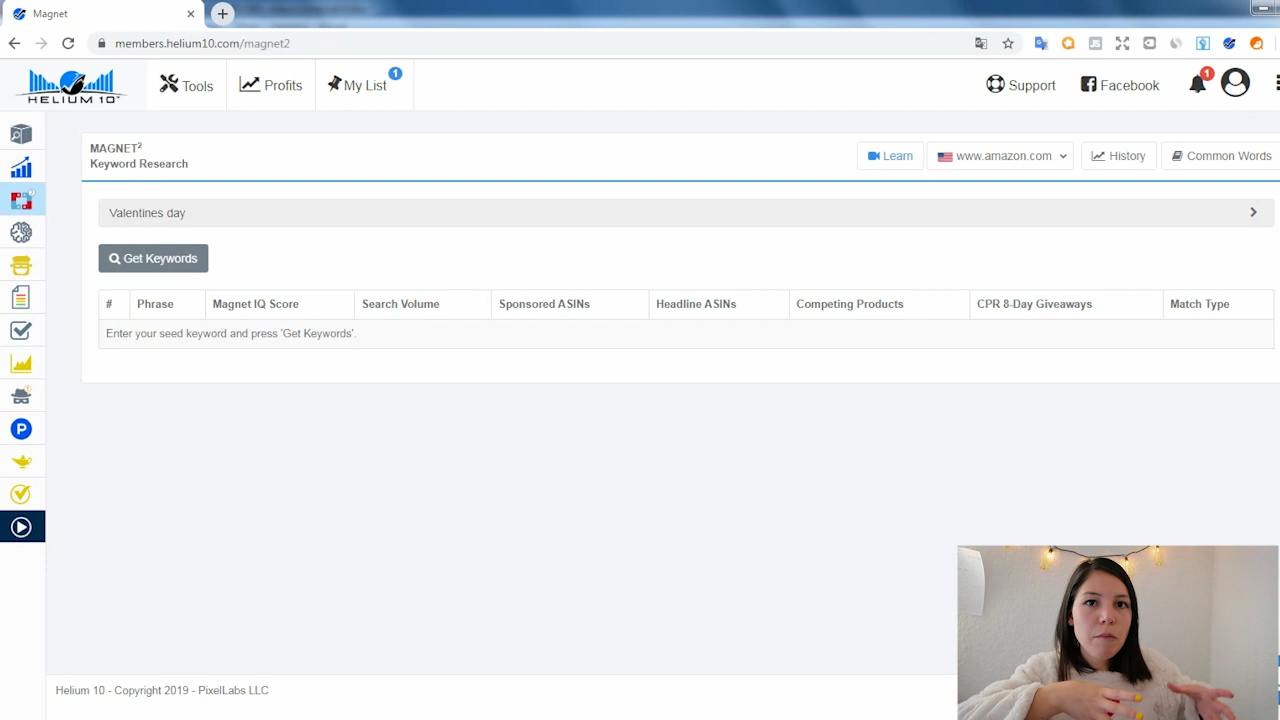 Magnet
members.helium10.com/magnet2
HELIUM 10
Tools
Profits
My List
1
Support
Facebook
1
MAGNET²
Keyword Research
Learn
www.amazon.com
History
Common Words
Valentines day
Get Keywords
# Phrase Magnet IQ Score Search Volume Sponsored ASINs Headline ASINs Competing Products CPR 8-Day Giveaways Match Type
Enter your seed keyword and press 'Get Keywords'.
P
Helium 10 - Copyright 2019 - PixelLabs LLC